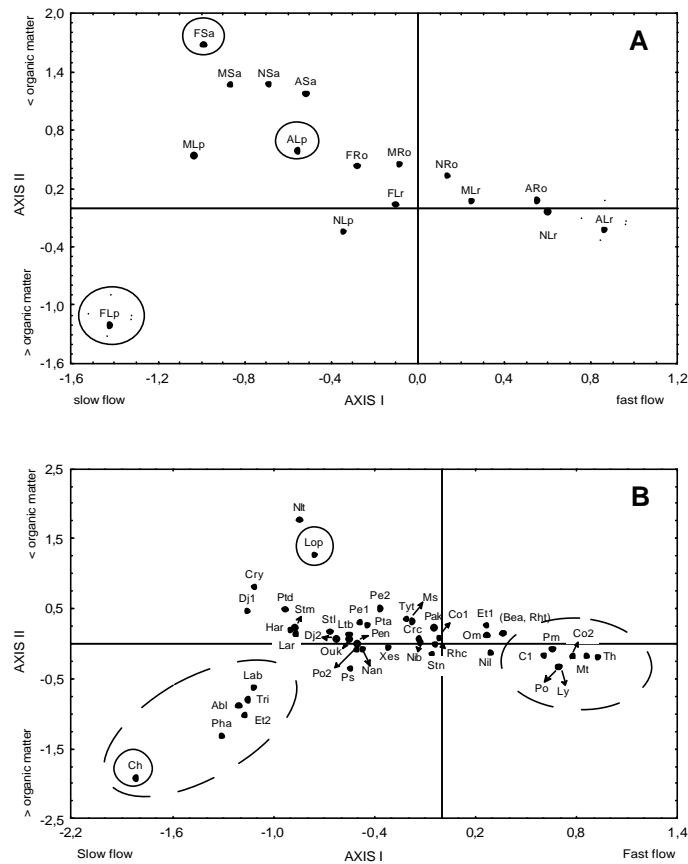 A
2,0
1,4
0,8
0,2
-0,4
-1,0
-1,6
< organic matter
AXIS II
> organic matter
FSa
MSa NSa ASa
MLp
ALp
FRo MRo
NRo
FLr
MLr
ARo
NLp
NLr
ALr
FLp
-1,6 -1,2 -0,8 -0,4 0,0 0,4 0,8 1,2
slow flow AXIS I fast flow
B
2,5
1,5
0,5
-0,5
-1,5
-2,5
< organic matter
AXIS II
> organic matter
Nlt
Lop
Cry
Dj1
Ptd
Stm
Har
Lar
Dj2
Stl
Ltb
Pe1
Pe2
Pta
Pen
Ouk
Po2
Ps
Nan
Xes
Tyt
Ms
Crc
Pak
Co1
Nib
Stn
Rhc
Om
Et1
(Bea, Rht)
Nil
C1
Pm
Co2
Mt
Th
Po
Ly
Lab
Tri
Abl
Et2
Pha
Ch
-2,2 -1,6 -1,0 -0,4 0,2 0,8 1,4
Slow flow AXIS I Fast flow